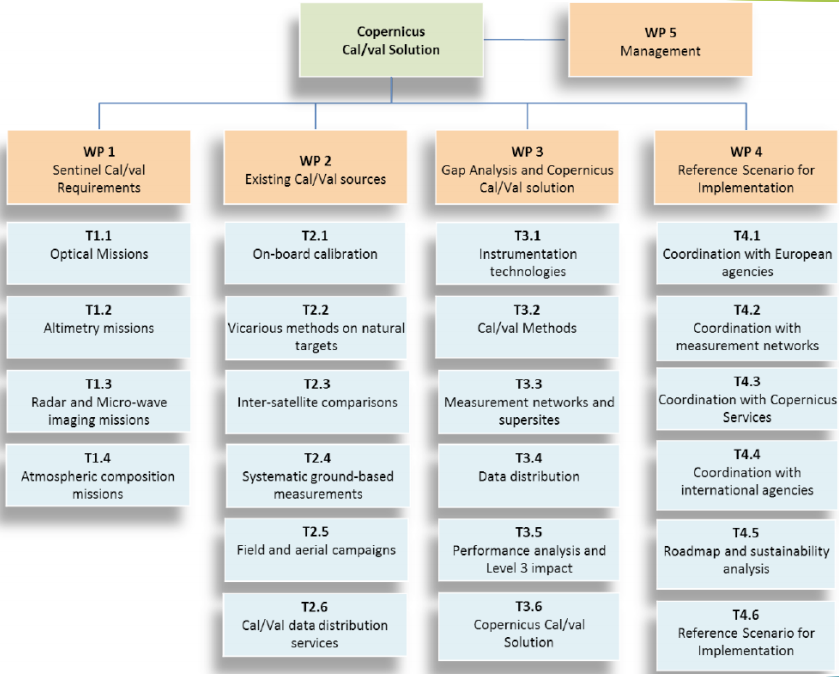 Copernicus
Cal/val Solution
WP 5
Management
WP 1
Sentinel Cal/val
Requirements
WP 2
Existing Cal/Val sources
WP 3
Gap Analysis and Copernicus
Cal/Val solution
WP 4
Reference Scenario for
Implementation
T1.1
Optical Missions
T1.2
Altimetry missions
T1.3
Radar and Micro-wave
imaging missions
T1.4
Atmospheric composition
missions
T2.1
On-board calibration
T2.2
Vicarious methods on natural
targets
T2.3
Inter-satellite comparisons
T2.4
Systematic ground-based
measurements
T2.5
Field and aerial campaigns
T2.6
Cal/Val data distribution
services
T3.1
Instrumentation
technologies
T3.2
Cal/val Methods
T3.3
Measurement networks and
supersites
T3.4
Data distribution
T3.5
Performance analysis and
Level 3 impact
T3.6
Copernicus Cal/val
Solution
T4.1
Coordination with European
agencies
T4.2
Coordination with
measurement networks
T4.3
Coordination with Copernicus
Services
T4.4
Coordination with
international agencies
T4.5
Roadmap and sustainability
analysis
T4.6
Reference Scenario for
Implementation